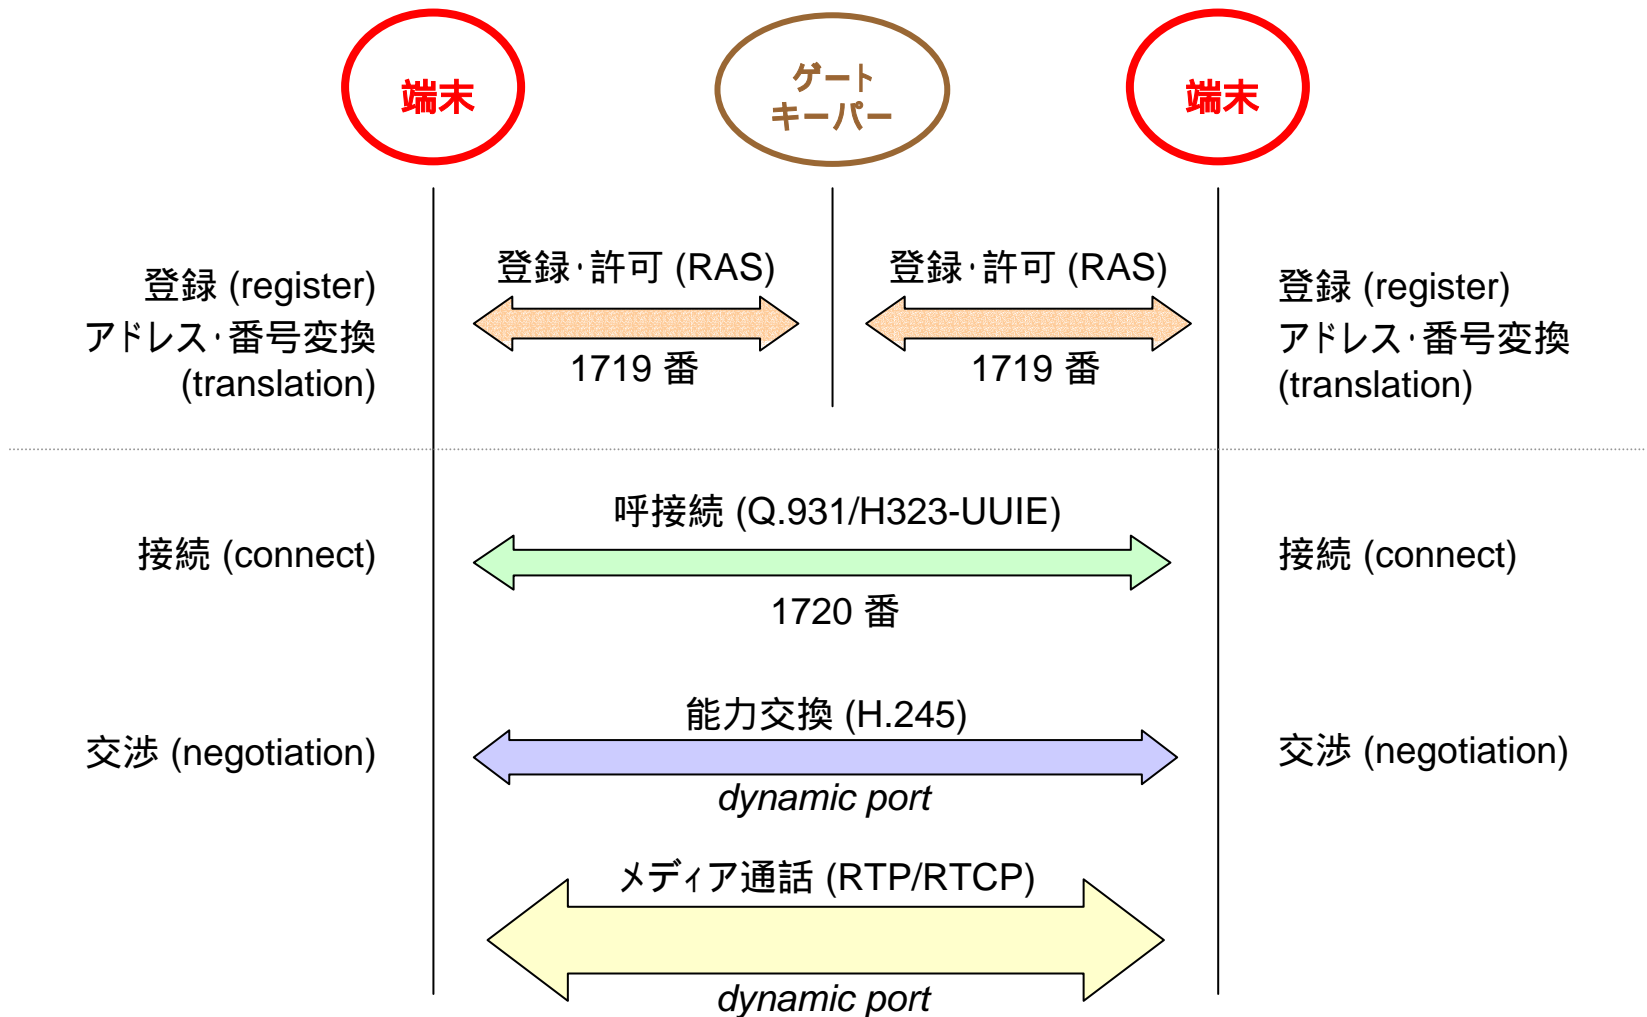 端末
ゲート
キーパー
端末
登録・許可 (RAS)
登録・許可 (RAS)
登録 (register)
アドレス・番号変換
(translation)
1719 番
1719 番
登録 (register)
アドレス・番号変換
(translation)
呼接続 (Q.931/H323-UUIE)
接続 (connect)
接続 (connect)
1720 番
能力交換 (H.245)
交渉 (negotiation)
交渉 (negotiation)
dynamic port
メディア通話 (RTP/RTCP)
dynamic port